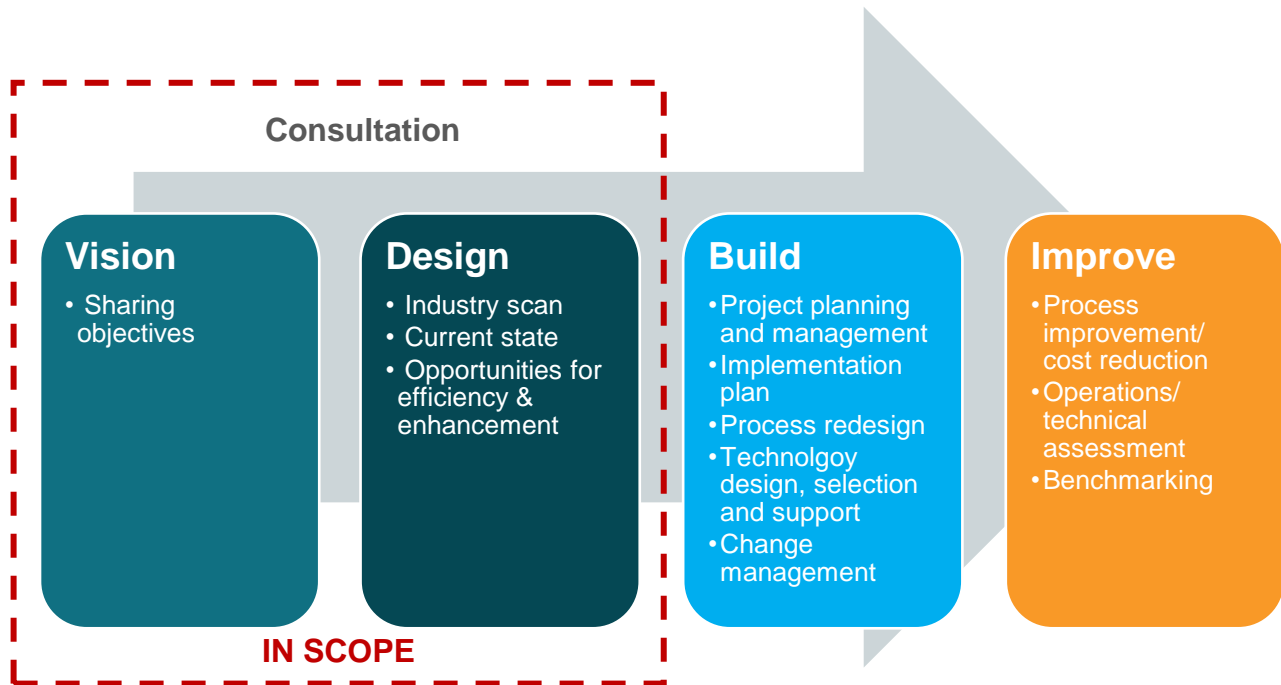 Consultation
Vision
• Sharing
objectives
Design
• Industry scan
• Current state
• Opportunities for
efficiency &
enhancement
Build
•Project planning
and management
•Implementation
plan
•Process redesign
•Technolgoy
design, selection
and support
•Change
management
Improve
•Process
improvement/
cost reduction
•Operations/
technical
assessment
•Benchmarking
IN SCOPE